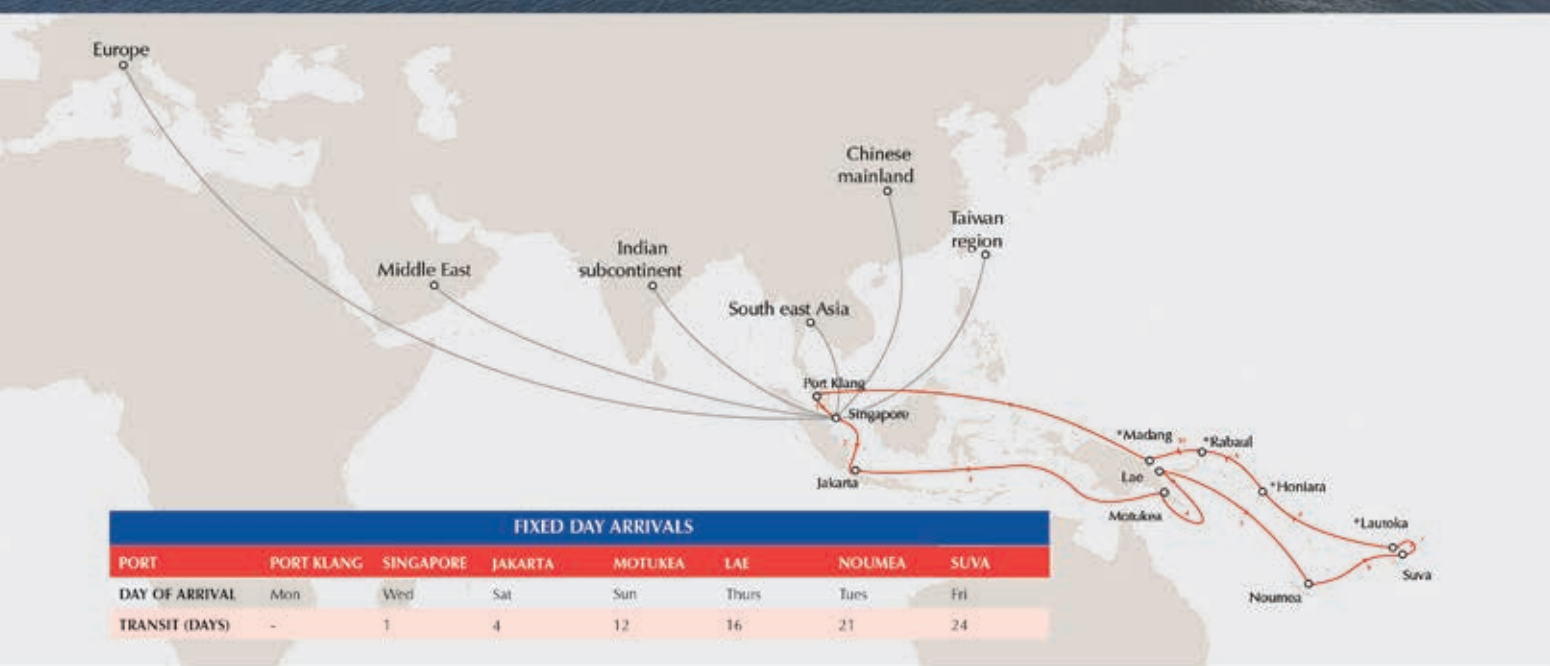 Europe
Chinese
mainland
Taiwan
region
Indian
subcontinent
Middle East
South east Asia
Port Klang
Singapore
*Madang
*Rabaul
Jakarta
Lae
*Honiara
Motukea
*Lautoka
Suva
Noumea
FIXED DAY ARRIVALS
PORT PORT KLANG SINGAPORE JAKARTA MOTUKEA LAE NOUMEA SUVA
DAY OF ARRIVAL Mon Wed Sat Sun Thurs Tues Fri
TRANSIT (DAYS) - 1 4 12 16 21 24